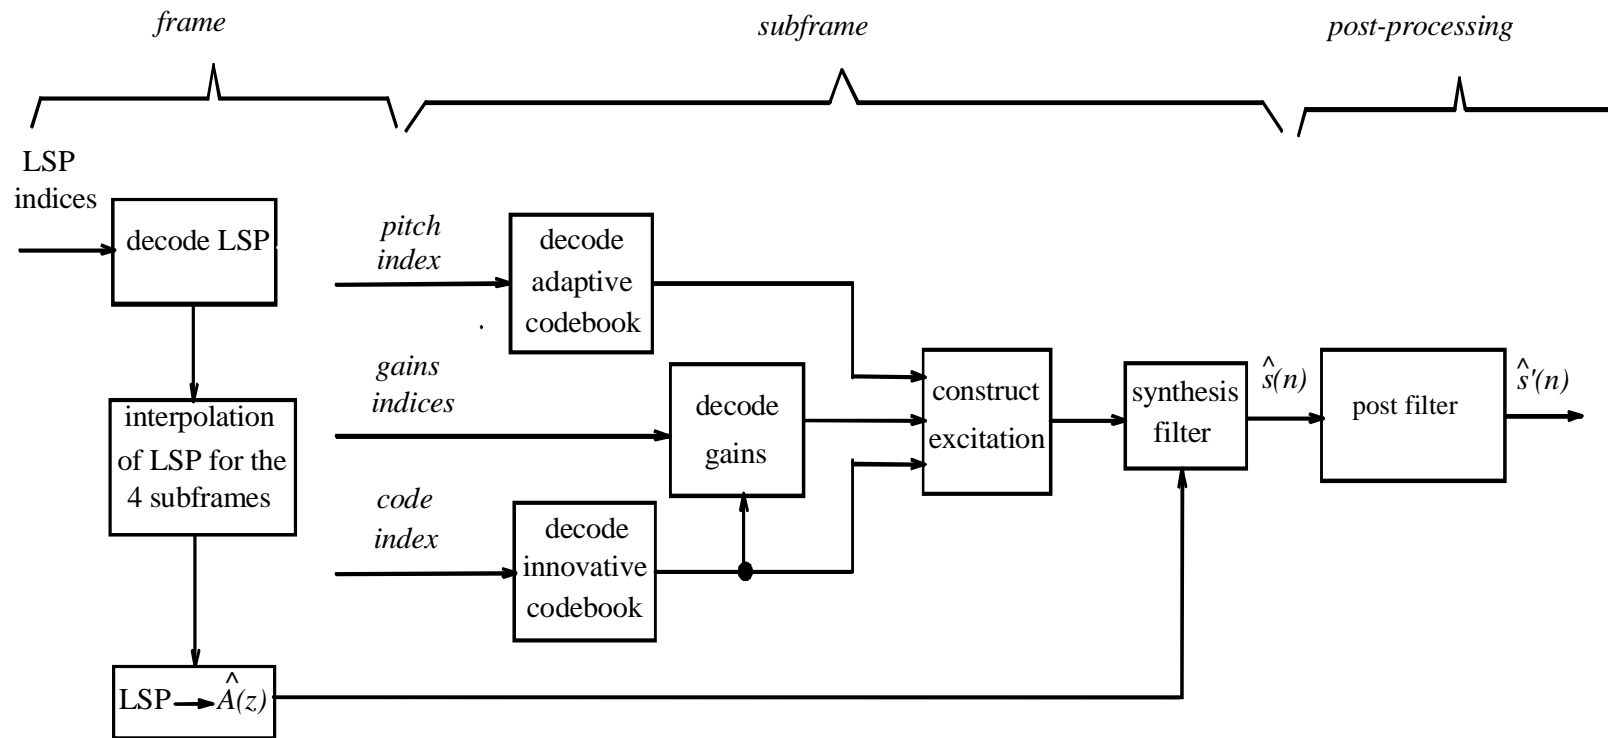 frame
subframe
post-processing
LSP
indices
decode LSP
interpolation
of LSP for the
4 subframes
LSP → Â(z)
pitch
index
decode
adaptive
codebook
gains
indices
decode
gains
code
index
decode
innovative
codebook
construct
excitation
synthesis
filter
ŝ(n)
post filter
ŝ'(n)